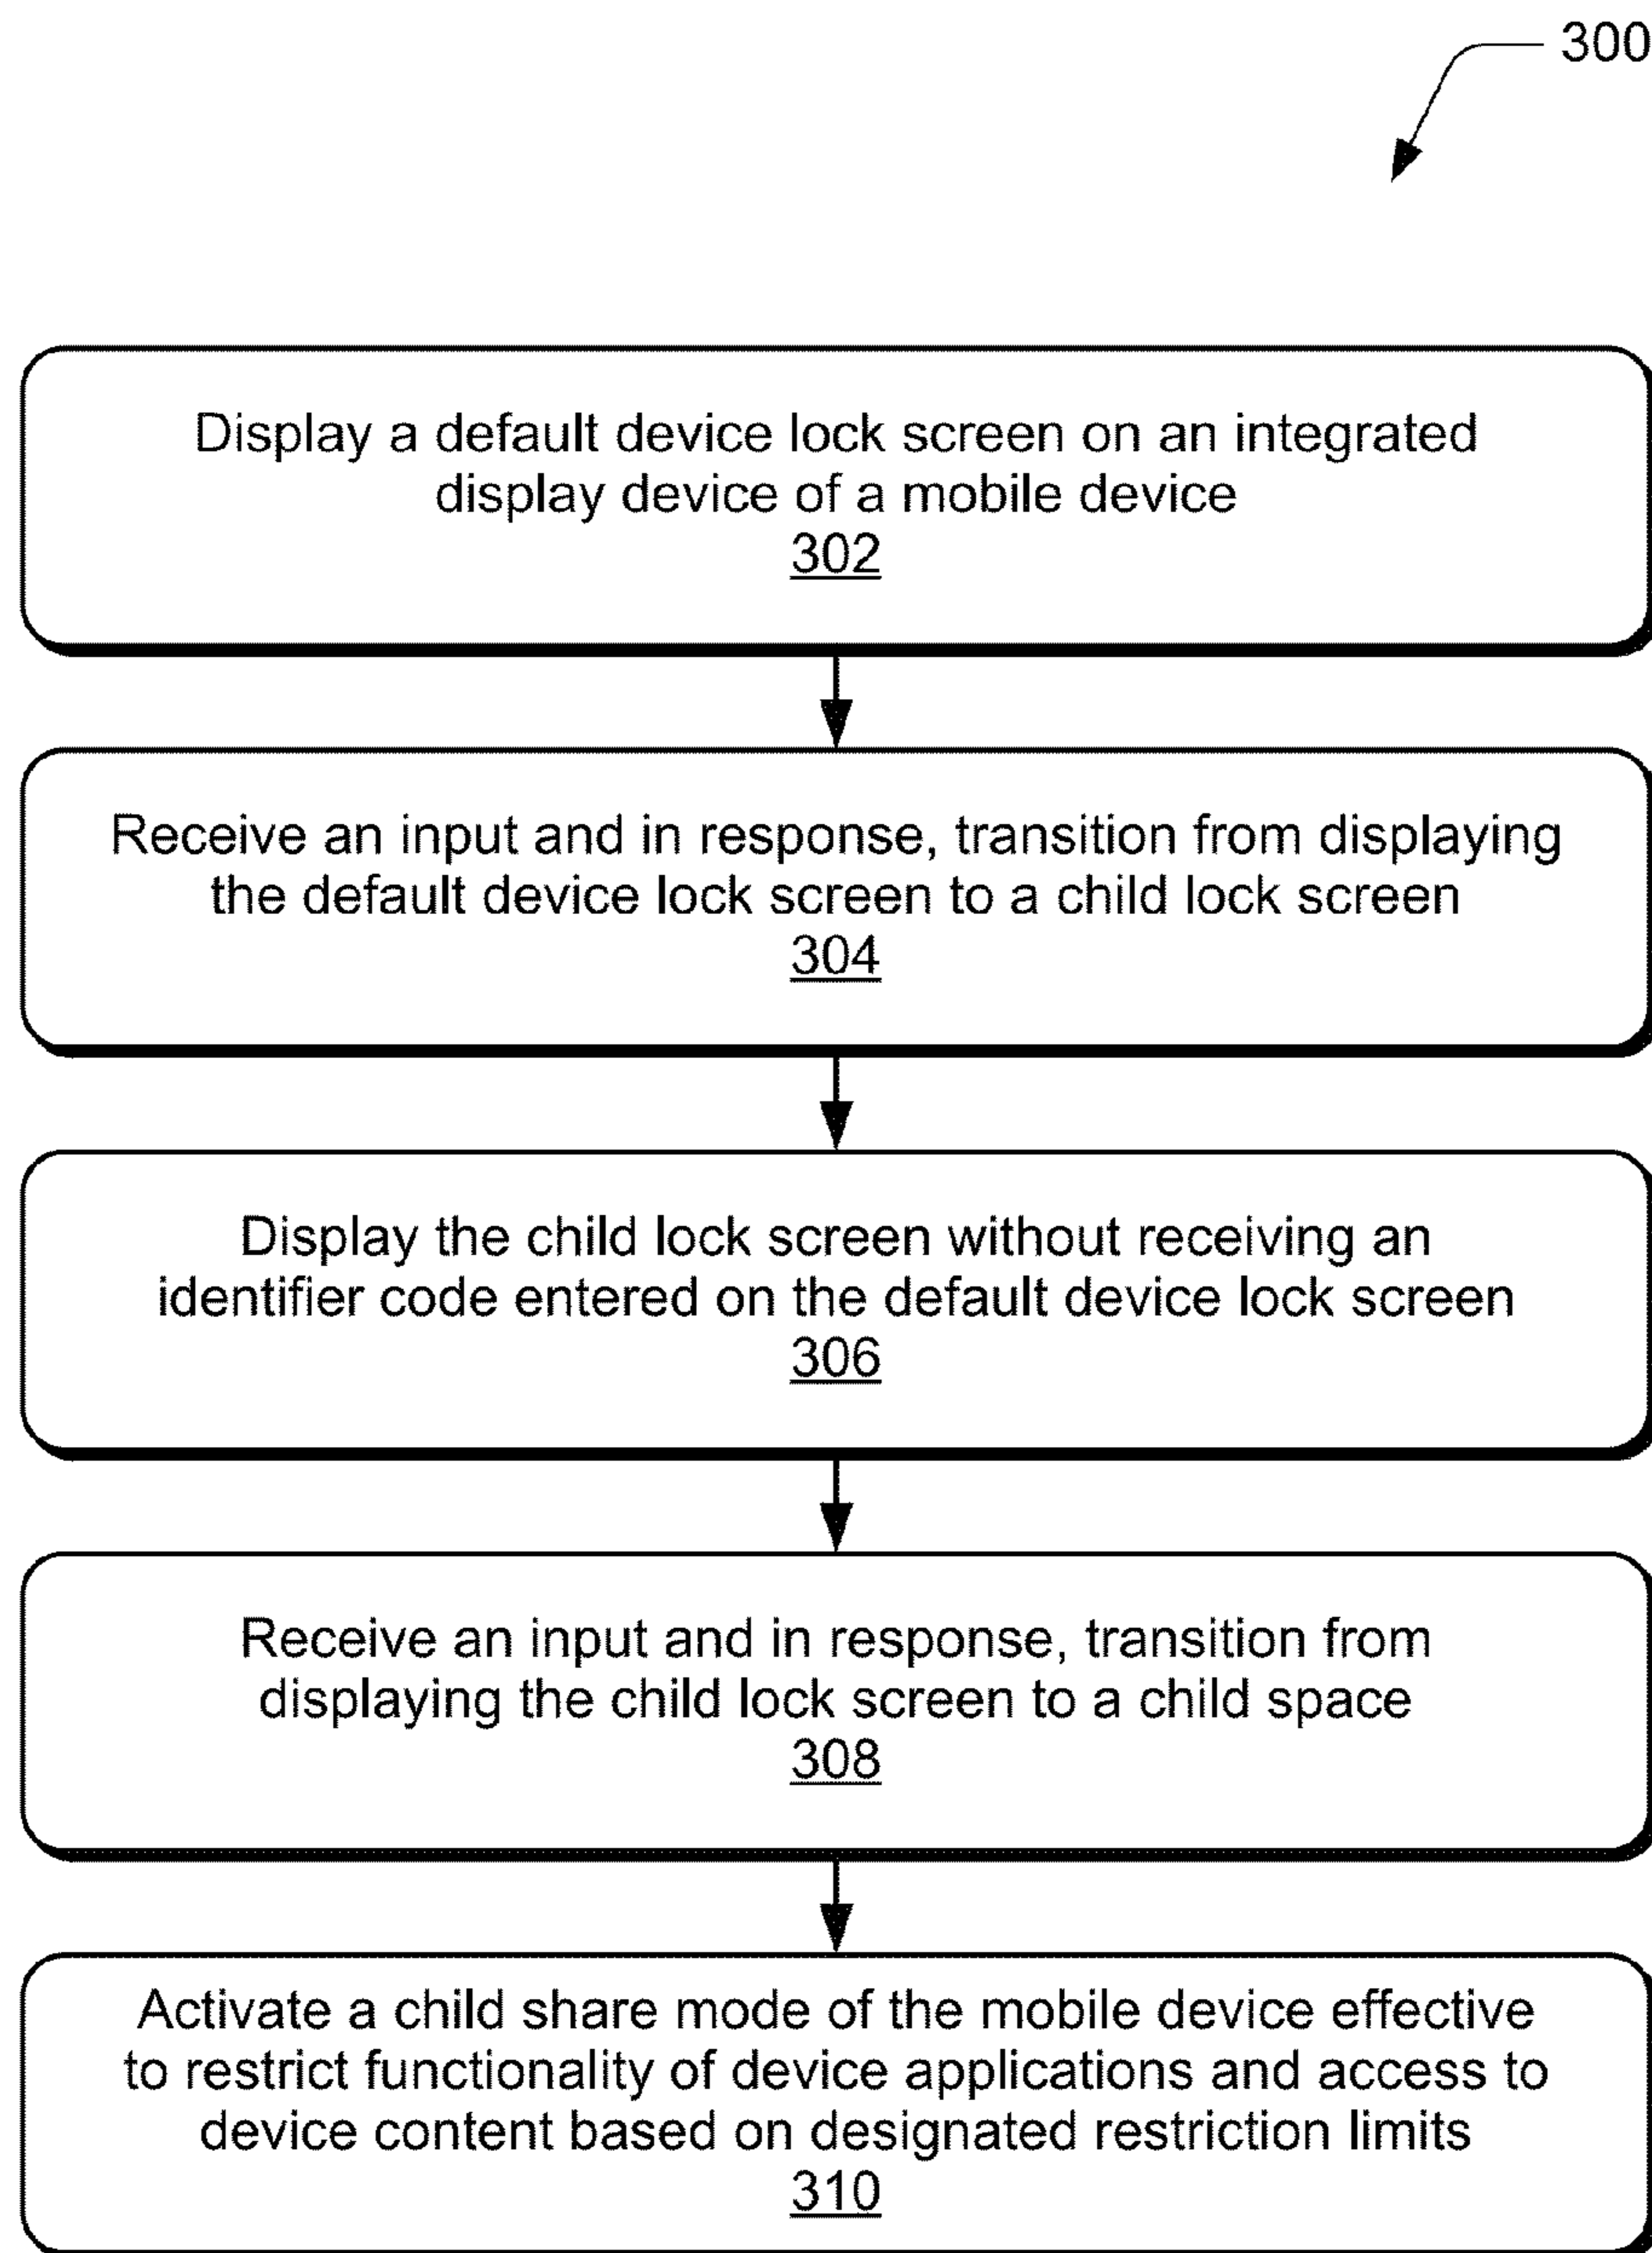 300
Display a default device lock screen on an integrated
display device of a mobile device
302
Receive an input and in response, transition from displaying
the default device lock screen to a child lock screen
304
Display the child lock screen without receiving an
identifier code entered on the default device lock screen
306
Receive an input and in response, transition from
displaying the child lock screen to a child space
308
Activate a child share mode of the mobile device effective
to restrict functionality of device applications and access to
device content based on designated restriction limits
310